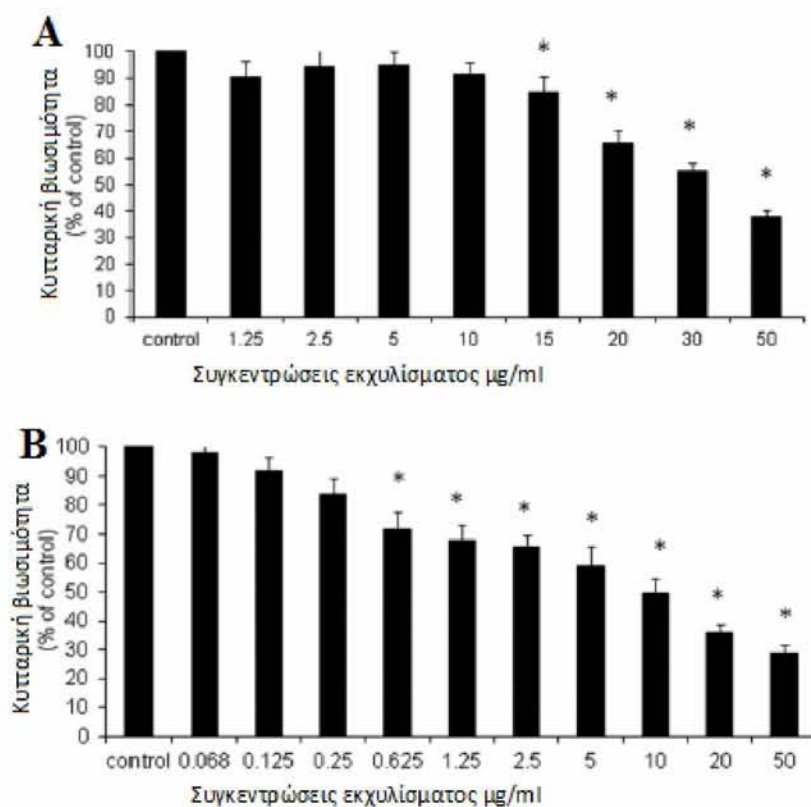 A
Κυτταρική βιωσιμότητα
(% of control)
100
90
80
70
60
50
40
30
20
10
0
* * * *
control 1.25 2.5 5 10 15 20 30 50
Συγκεντρώσεις εκχυλίσματος μg/ml
B
Κυτταρική βιωσιμότητα
(% of control)
100
90
80
70
60
50
40
30
20
10
0
* * * * * * *
control 0.068 0.125 0.25 0.625 1.25 2.5 5 10 20 50
Συγκεντρώσεις εκχυλίσματος μg/ml